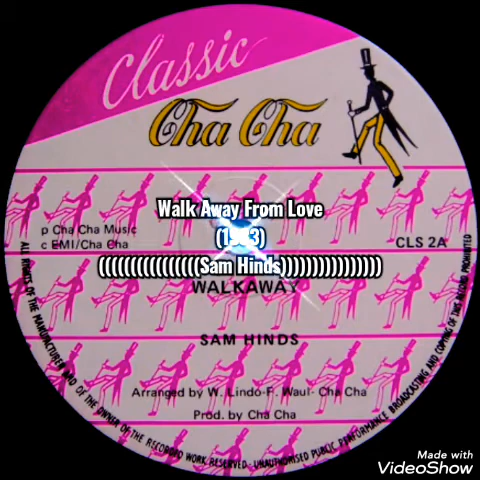 Classic
Cha Cha
Walk Away From Love
p Cha Cha Music
c EMI/Cha Cha
CLS 2A
((((((((((((((((Sam Hinds))))))))))))))))
WALKAWAY
SAM HINDS
Arranged by W. Lindo-F. Waul- Cha Cha
Prod. by Cha Cha
ALL RIGHTS OF THE MANUFACTURER AND OF THE OWNER OF THE RECORDED WORK RESERVED - UNAUTHORISED PUBLIC PERFORMANCE BROADCASTING AND COPYING OF THIS RECORD PROHIBITED
Made with
VideoShow